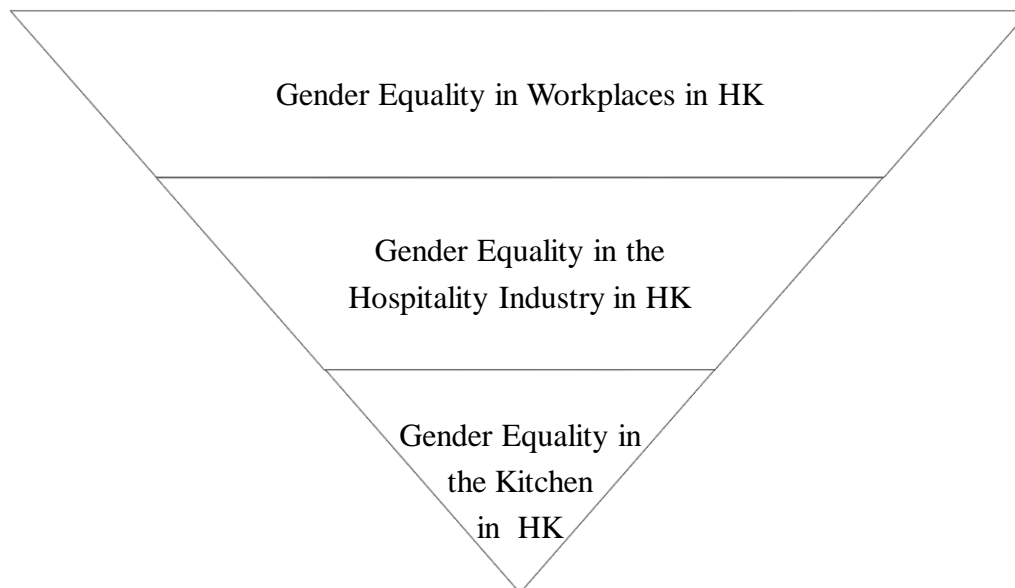 Gender Equality in Workplaces in HK
Gender Equality in the
Hospitality Industry in HK
Gender Equality in
the Kitchen
in HK